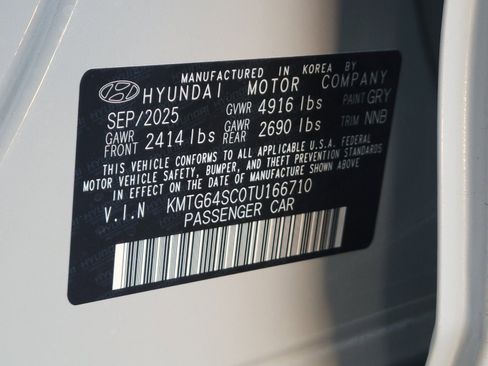 MANUFACTURED IN KOREA BY
HYUNDAI MOTOR COMPANY
SEP/2025 GVWR 4916 lbs PAINT GRY
GAWR FRONT 2414 lbs GAWR REAR 2690 lbs TRIM NNB
THIS VEHICLE CONFORMS TO ALL APPLICABLE U.S.A. FEDERAL
MOTOR VEHICLE SAFETY, BUMPER, AND THEFT PREVENTION STANDARDS
IN EFFECT ON THE DATE OF MANUFACTURE SHOWN ABOVE.
V.I.N KMTG64SC0TU166710
PASSENGER CAR